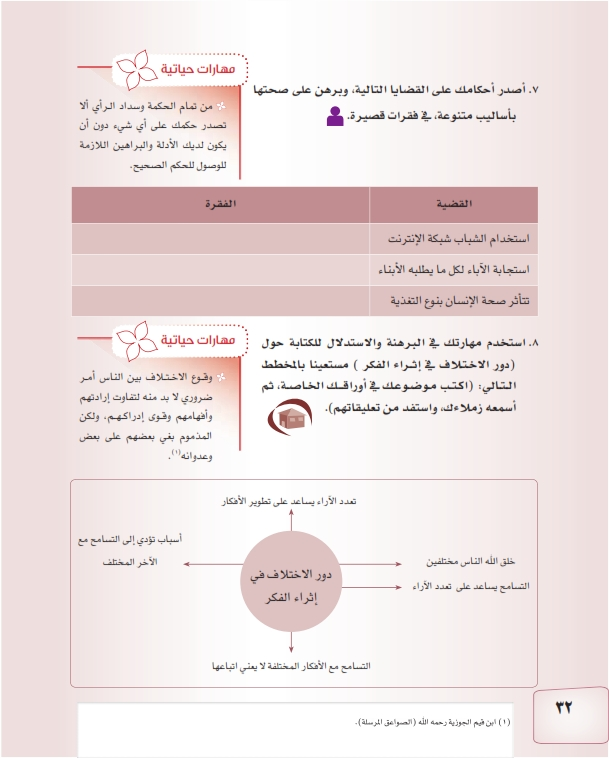 ٧. أصدر أحكامك على القضايا التالية، وبرهن على صحتها
بأساليب متنوعة، في فقرات قصيرة.
مهارات حياتية
من تمام الحكمة وسداد الرأي ألا
تصدر حكمك على أي شيء دون أن
يكون لديك الأدلة والبراهين اللازمة
للوصول للحكم الصحيح.
القضية
الفقرة
استخدام الشباب شبكة الإنترنت
استجابة الآباء لكل ما يطلبه الأبناء
تتأثر صحة الإنسان بنوع التغذية
٨. استخدم مهارتك في البرهنة والاستدلال للكتابة حول
(دور الاختلاف في إثراء الفكر ) مستعينا بالمخطط
التالي: (اكتب موضوعك في أوراقك الخاصة، ثم
أسمعه زملاءك، واستفد من تعليقاتهم).
مهارات حياتية
وقوع الاختلاف بين الناس أمر
ضروري لا بد منه لتفاوت إرادتهم
وأفهامهم وقوى إدراكهم، ولكن
المذموم بغي بعضهم على بعض
وعدوانه(١).
تعدد الآراء يساعد على تطوير الأفكار
خلق الله الناس مختلفين
التسامح يساعد على تعدد الآراء
دور الاختلاف في
إثراء الفكر
أسباب تؤدي إلى التسامح مع
الآخر المختلف
التسامح مع الأفكار المختلفة لا يعني اتباعها
(١) ابن قيم الجوزية رحمه الله (الصواعق المرسلة).
٣٢